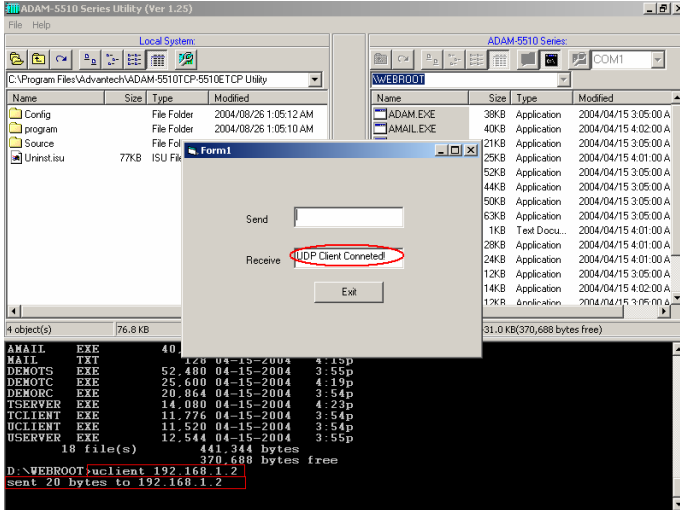 ADAM-5510 Series Utility (Ver 1.25)
File Help
Local System:
ADAM-5510 Series:
COM1
C:\Program Files\Advantech\ADAM-5510TCP-5510ETCP Utility
\WEBROOT
Name Size Type Modified
Config File Folder 2004/08/26 1:05:12 AM
program File Folder 2004/08/26 1:05:10 AM
Source File Fol
Uninst.isu 77KB ISU File
Name Size Type Modified
ADAM.EXE 38KB Application 2004/04/15 3:05:00 A
AMAIL.EXE 40KB Application 2004/04/15 4:02:00 A
21KB Application 2004/04/15 3:05:00 A
25KB Application 2004/04/15 4:01:00 A
52KB Application 2004/04/15 3:05:00 A
44KB Application 2004/04/15 3:05:00 A
50KB Application 2004/04/15 3:05:00 A
63KB Application 2004/04/15 3:05:00 A
1KB Text Docu... 2004/04/15 4:01:00 A
28KB Application 2004/04/15 4:01:00 A
24KB Application 2004/04/15 4:01:00 A
12KB Application 2004/04/15 3:05:00 A
14KB Application 2004/04/15 4:02:00 A
12KB Application 2004/04/15 3:05:00 A
Form1
Send
Receive UDP Client Conneted!
Exit
4 object(s) 76.8 KB
31.0 KB(370,688 bytes free)
AMAIL EXE 40,
MAIL TXT 128 04-15-2004 4:15p
DEMOTS EXE 52,480 04-15-2004 3:55p
DEMOTC EXE 25,600 04-15-2004 4:19p
DEMORC EXE 20,864 04-15-2004 3:54p
TSERVER EXE 14,080 04-15-2004 4:23p
TCLIENT EXE 11,776 04-15-2004 3:54p
UCLIENT EXE 11,520 04-15-2004 3:54p
USERVER EXE 12,544 04-15-2004 3:55p
18 file(s) 441,344 bytes
370,688 bytes free
D:\WEBROOT>uclient 192.168.1.2
sent 20 bytes to 192.168.1.2